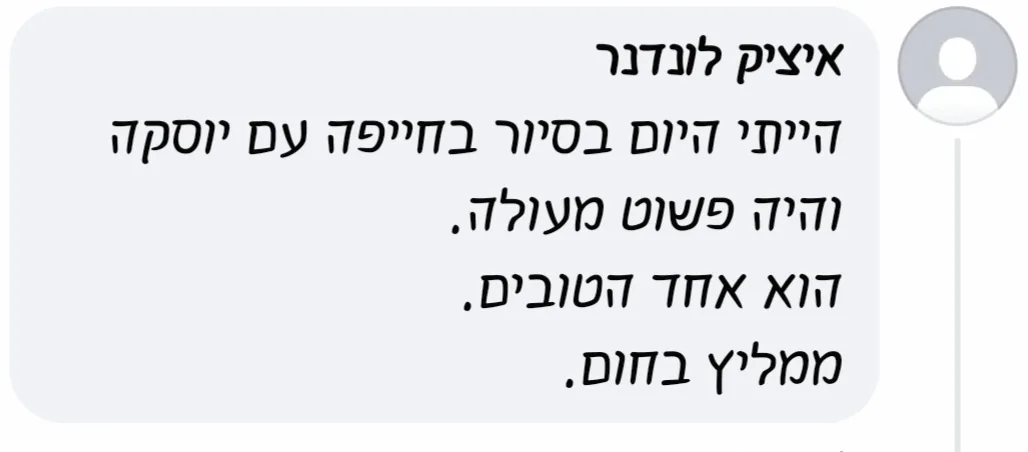 איציק לונדנר
הייתי היום בסיור בחייפה עם יוסקה
והיה פשוט מעולה.
הוא אחד הטובים.
ממליץ בחום.